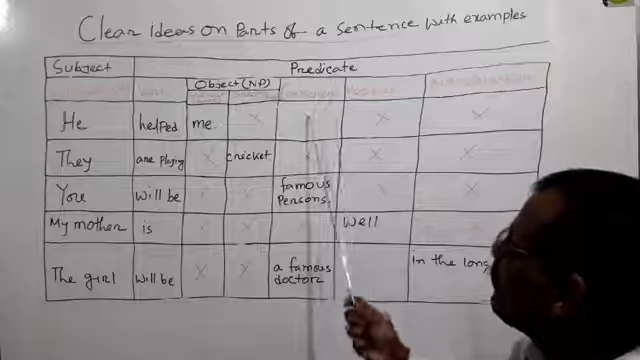 Clear ideas on Parts of a Sentence with examples
Subject Predicate
Object(NP)
He helped me X X X X
They are playing X cricket X X X
You will be X X famous Persons X X
My mother is X X X Well X
The girl will be X X a famous doctor in the long